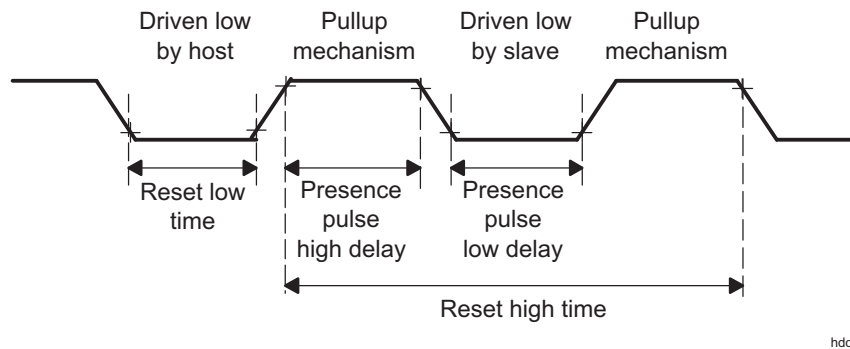 Driven low
by host
Pullup
mechanism
Driven low
by slave
Pullup
mechanism
Reset low
time
Presence
pulse
high delay
Presence
pulse
low delay
Reset high time